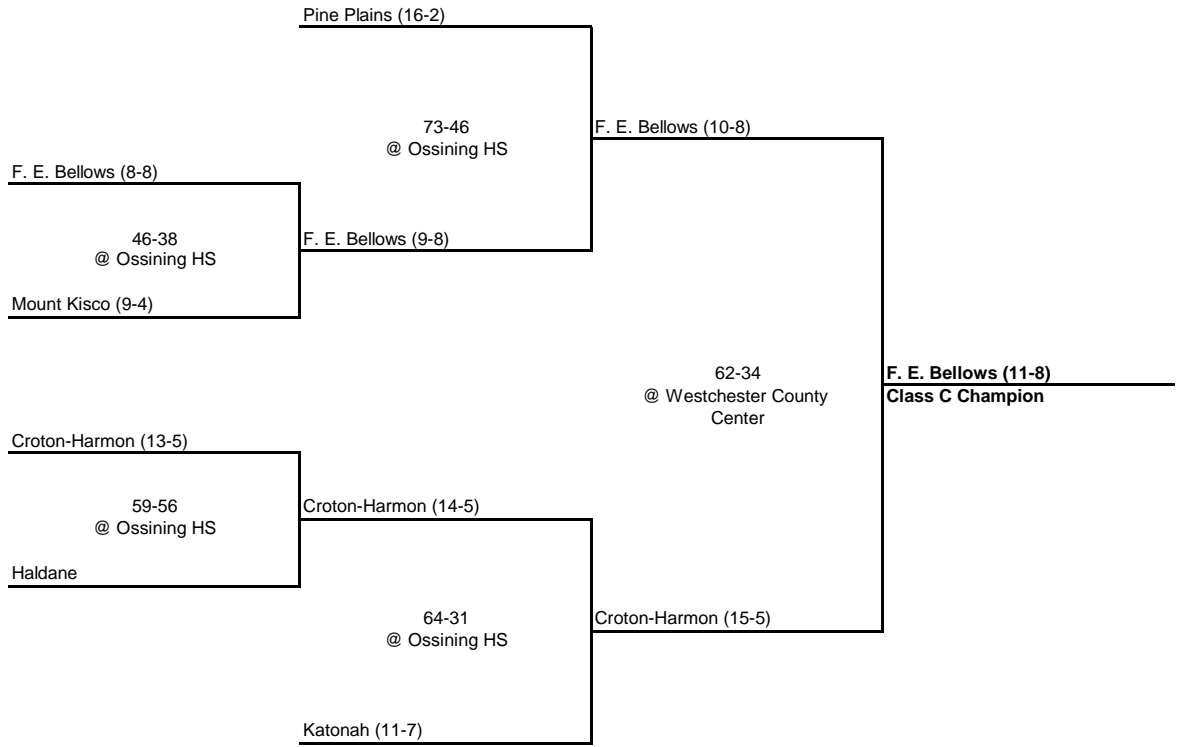 Pine Plains (16-2)
73-46
@ Ossining HS
F. E. Bellows (10-8)
F. E. Bellows (8-8)
46-38
@ Ossining HS
F. E. Bellows (9-8)
Mount Kisco (9-4)
62-34
@ Westchester County
Center
F. E. Bellows (11-8)
Class C Champion
Croton-Harmon (13-5)
59-56
@ Ossining HS
Croton-Harmon (14-5)
Haldane
64-31
@ Ossining HS
Croton-Harmon (15-5)
Katonah (11-7)